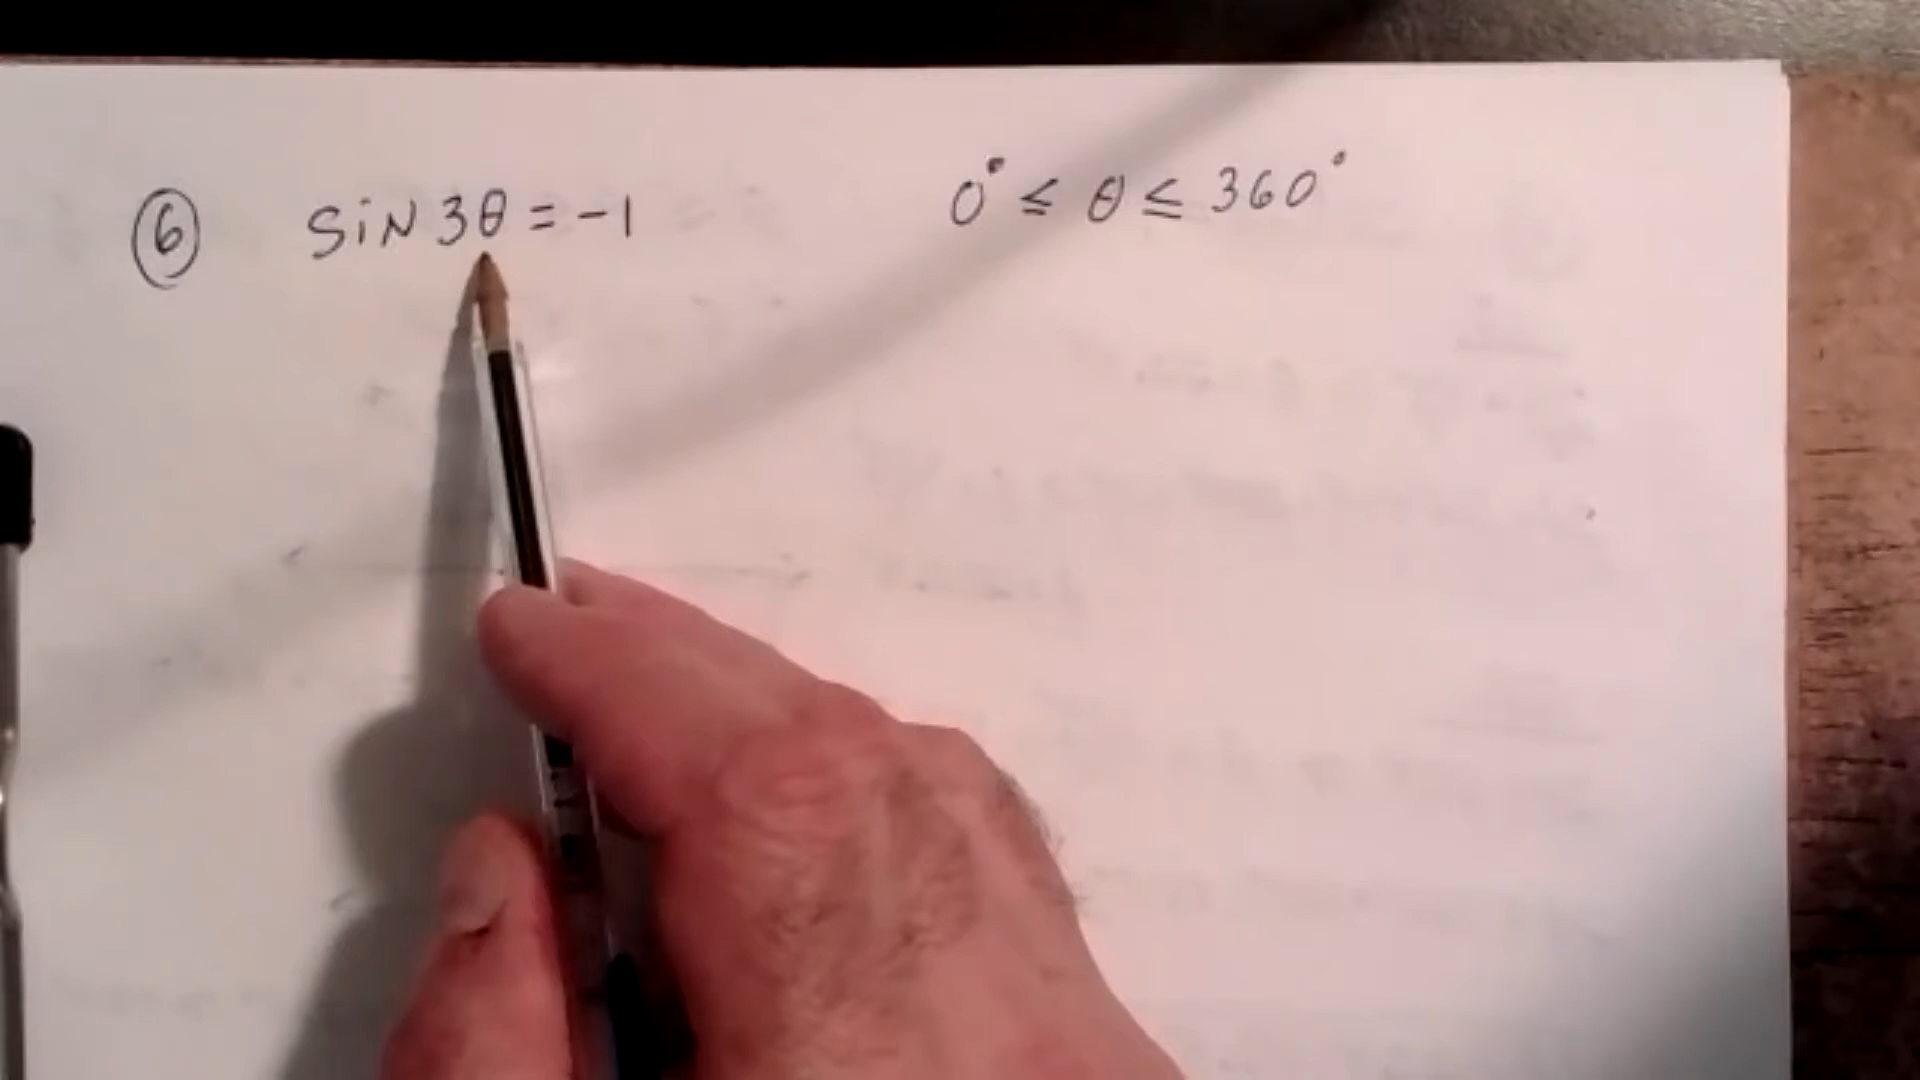 ⑥ sin 3θ = -1 0° ≤ θ ≤ 360°